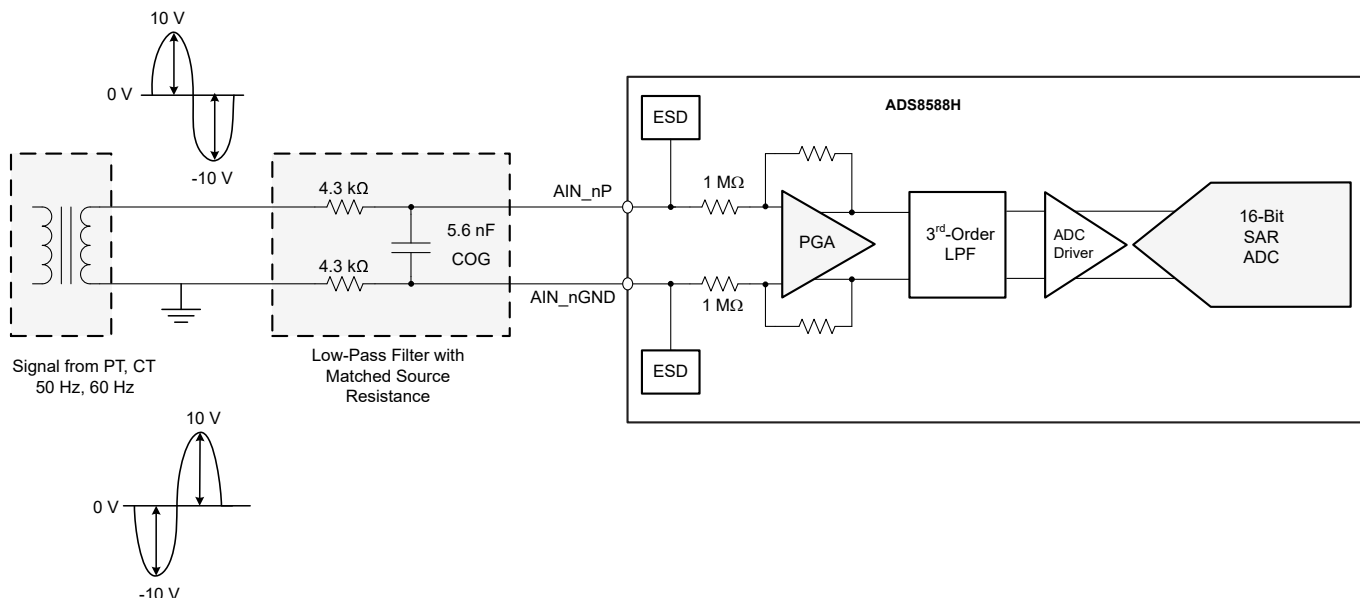 10 V
0 V
-10 V
ADS8588H
ESD
4.3 kΩ
AIN_nP
1 MΩ
5.6 nF
COG
PGA
3rd-Order
LPF
ADC
Driver
16-Bit
SAR
ADC
4.3 kΩ
AIN_nGND
1 MΩ
ESD
Signal from PT, CT
50 Hz, 60 Hz
Low-Pass Filter with
Matched Source
Resistance
10 V
0 V
-10 V